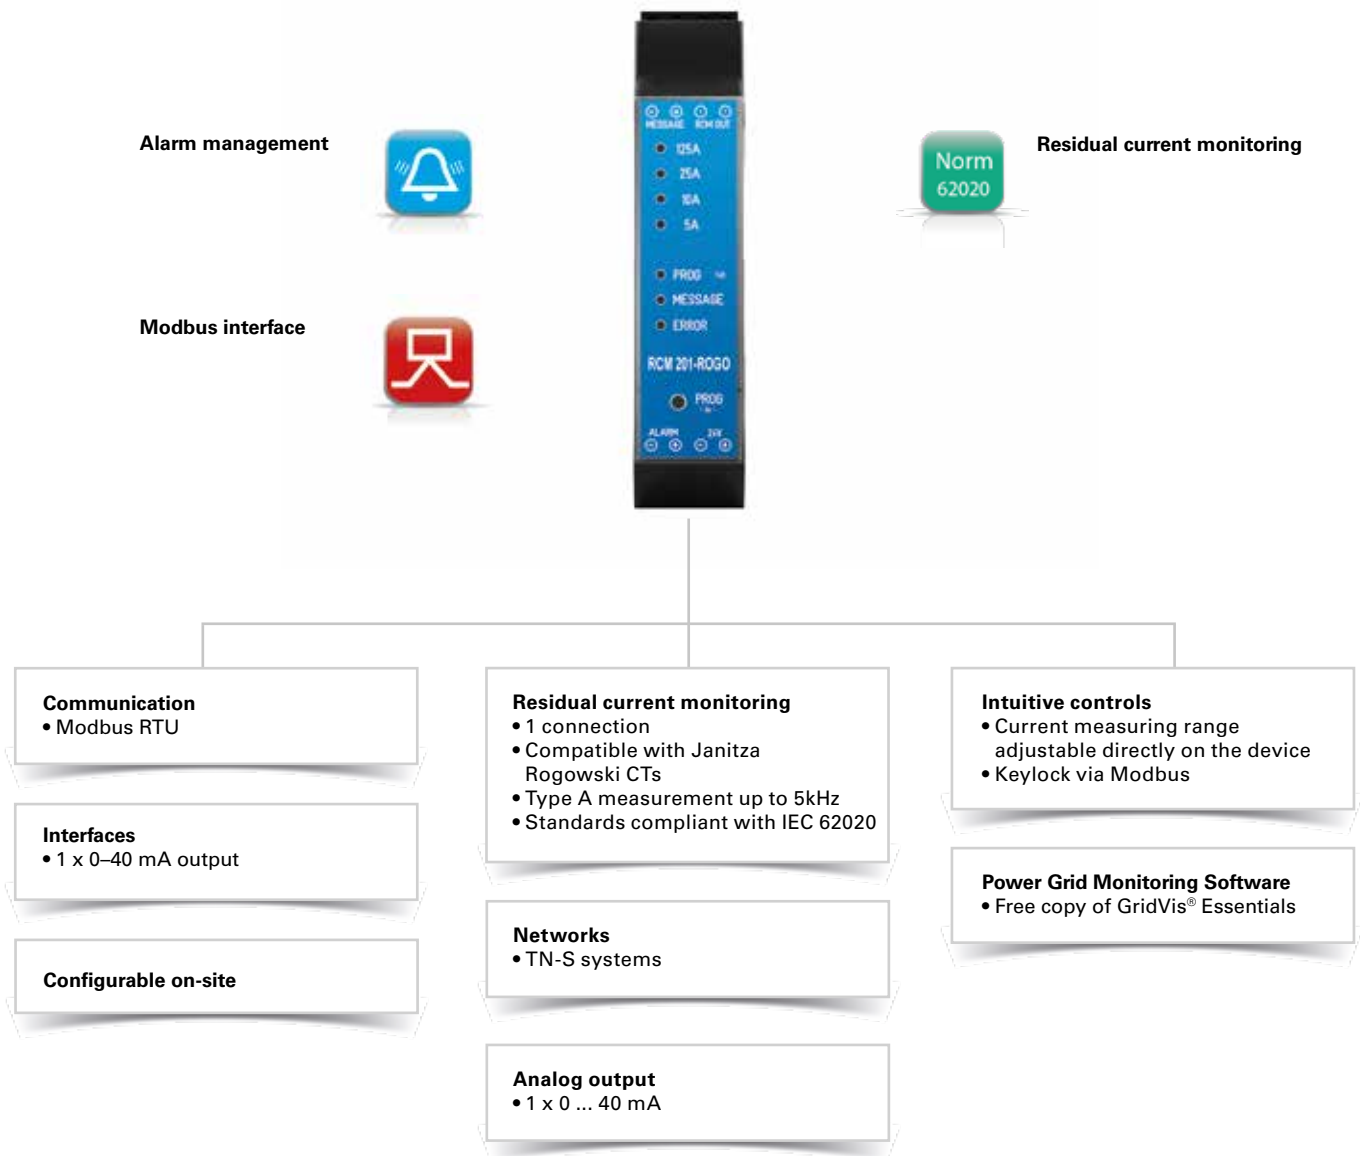 Alarm management
Modbus interface
MESSAGE RCM OUT
125A
25A
10A
5A
PROG
MESSAGE
ERROR
RCM 201-ROGO
PROG
ALARM 24V
Norm
62020
Residual current monitoring
Communication
• Modbus RTU
Interfaces
• 1 x 0–40 mA output
Configurable on-site
Residual current monitoring
• 1 connection
• Compatible with Janitza
Rogowski CTs
• Type A measurement up to 5kHz
• Standards compliant with IEC 62020
Networks
• TN-S systems
Analog output
• 1 x 0 ... 40 mA
Intuitive controls
• Current measuring range
adjustable directly on the device
• Keylock via Modbus
Power Grid Monitoring Software
• Free copy of GridVis® Essentials